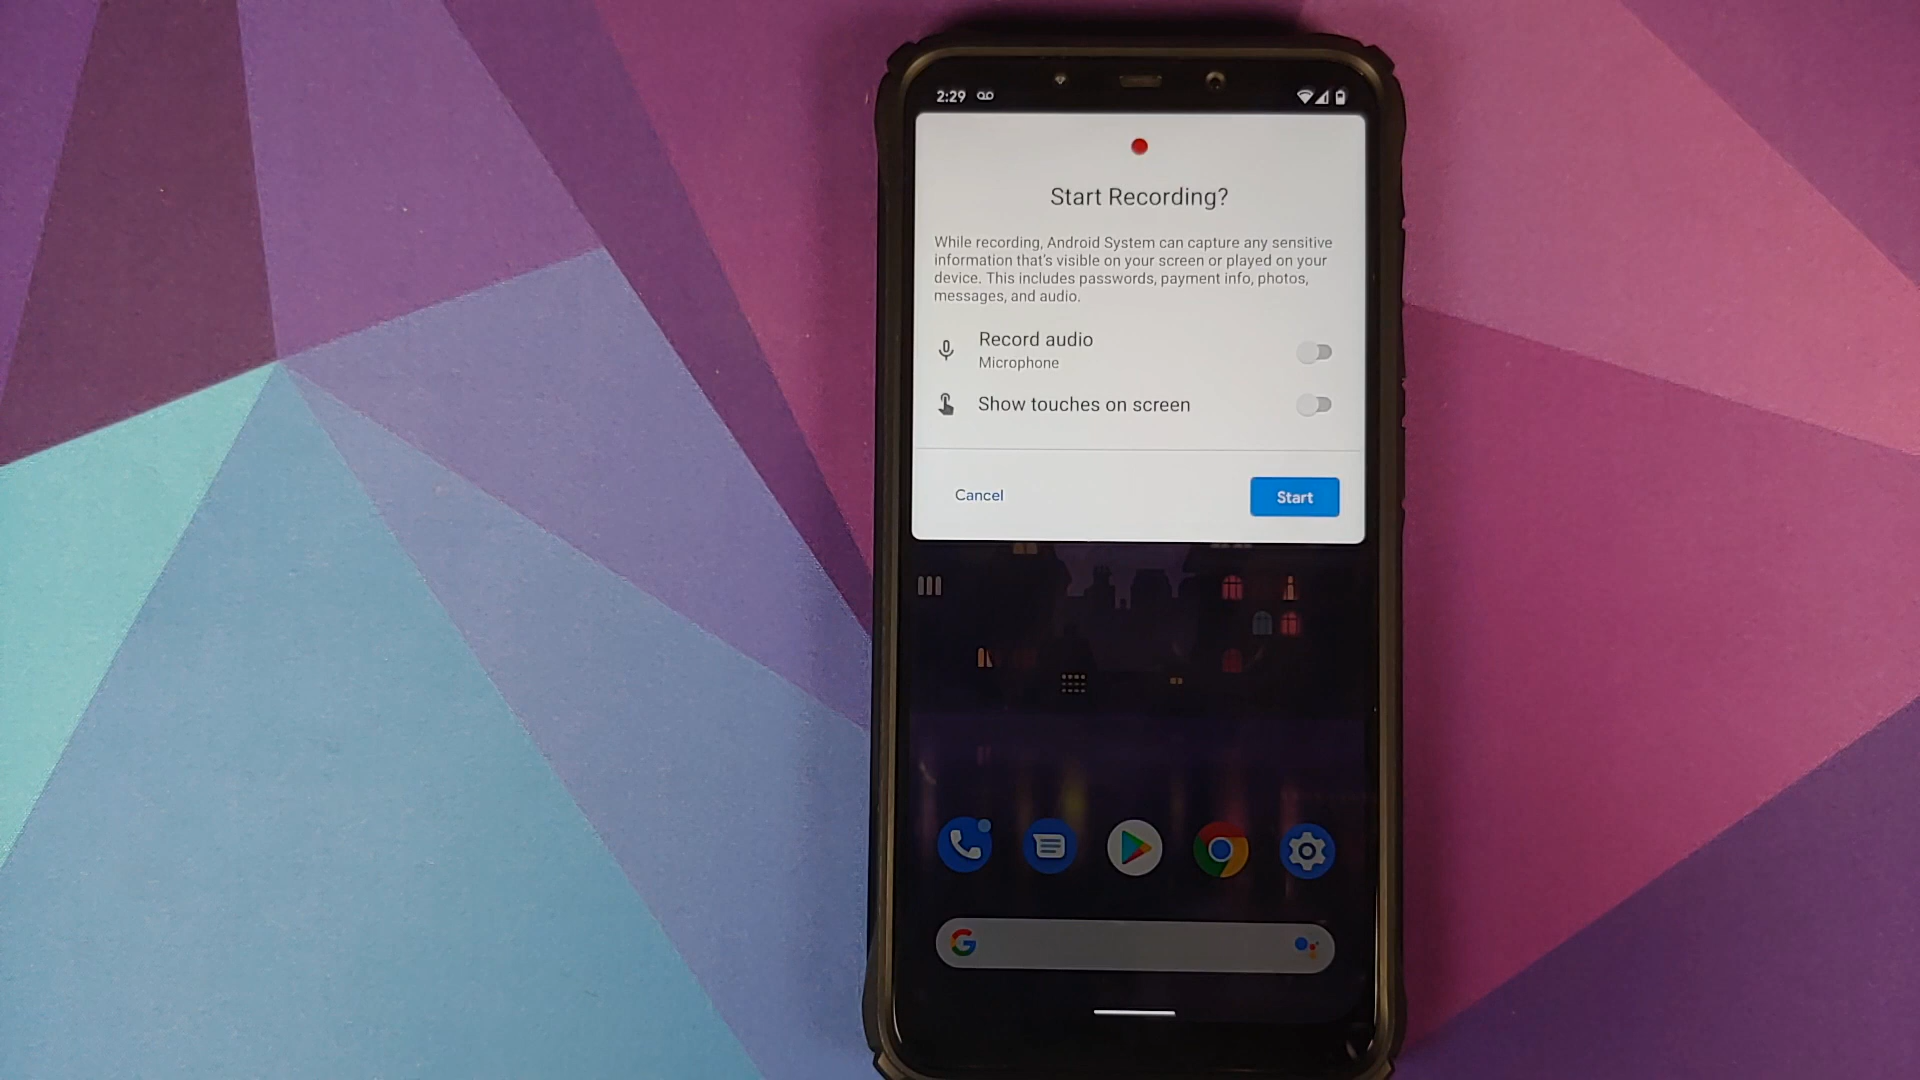 2:29
Start Recording?
While recording, Android System can capture any sensitive
information that's visible on your screen or played on your
device. This includes passwords, payment info, photos,
messages, and audio.
Record audio
Microphone
Show touches on screen
Cancel
Start